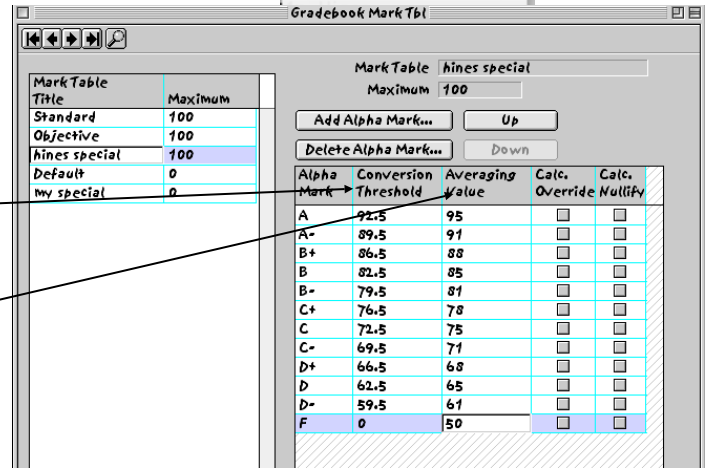 Gradebook Mark Tbl
Mark Table hines special
Maximum 100
Mark Table
Title Maximum
Standard 100
Objective 100
hines special 100
Default 0
my special 0
Add Alpha Mark... Up
Delete Alpha Mark... Down
Alpha Conversion Averaging Calc. Calc.
Mark Threshold Value Override Nullify
A 92.5 95
A- 89.5 91
B+ 86.5 88
B 82.5 85
B- 79.5 81
C+ 76.5 78
C 72.5 75
C- 69.5 71
D+ 66.5 68
D 62.5 65
D- 59.5 61
F 0 50